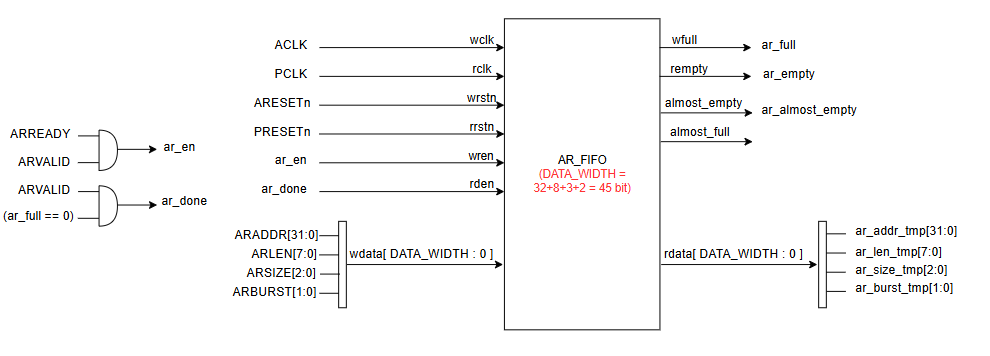 ACLK
PCLK
ARESETn
PRESETn
ar_en
ar_done
wclk
rclk
wrstn
rrstn
wren
rden
ARREADY
ARVALID
ar_en
ARVALID
(ar_full == 0)
ar_done
ARADDR[31:0]
ARLEN[7:0]
ARSIZE[2:0]
ARBURST[1:0]
wdata[ DATA_WIDTH : 0 ]
AR_FIFO
(DATA_WIDTH =
32+8+3+2 = 45 bit)
wfull
rempty
almost_empty
almost_full
ar_full
ar_empty
ar_almost_empty
rdata[ DATA_WIDTH : 0 ]
ar_addr_tmp[31:0]
ar_len_tmp[7:0]
ar_size_tmp[2:0]
ar_burst_tmp[1:0]